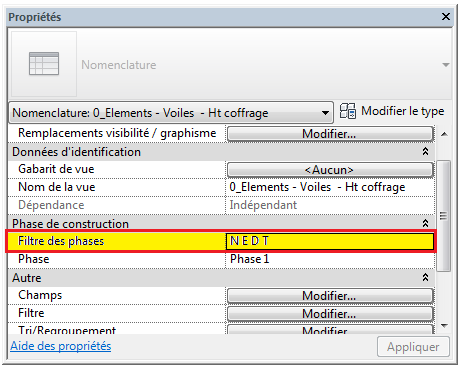 Propriétés
Nomenclature
Nomenclature: 0_Elements - Voiles - Ht coffrage
Modifier le type
Remplacements visibilité / graphisme Modifier...
Données d'identification
Gabarit de vue <Aucun>
Nom de la vue 0_Elements - Voiles - Ht coffrage
Dépendance Indépendant
Phase de construction
Filtre des phases N E D T
Phase Phase 1
Autre
Champs Modifier...
Filtre Modifier...
Tri/Regroupement Modifier...
Aide des propriétés Appliquer